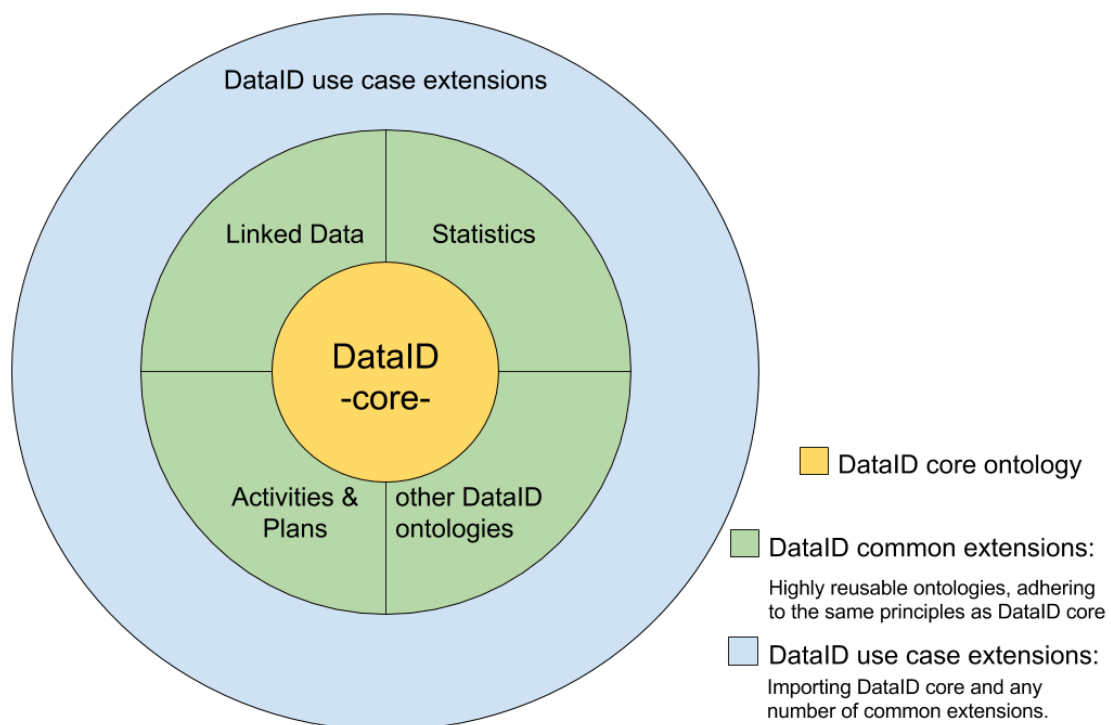 DataID use case extensions
Linked Data
Statistics
DataID
-core-
Activities &
Plans
other DataID
ontologies
DataID core ontology
DataID common extensions:
Highly reusable ontologies, adhering
to the same principles as DataID core
DataID use case extensions:
Importing DataID core and any
number of common extensions.